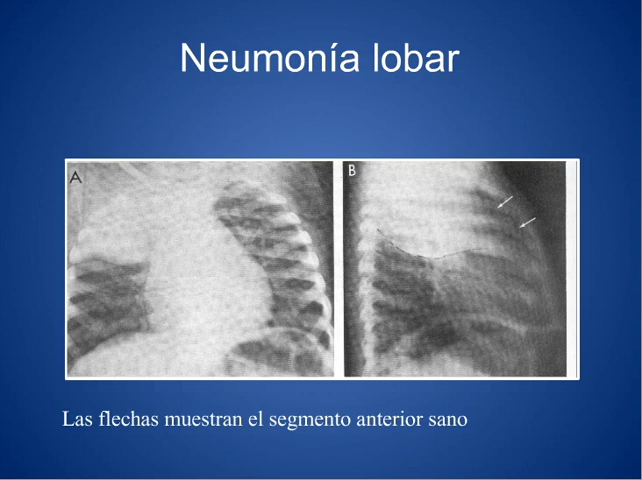 Neumonía lobar
A
B
Las flechas muestran el segmento anterior sano